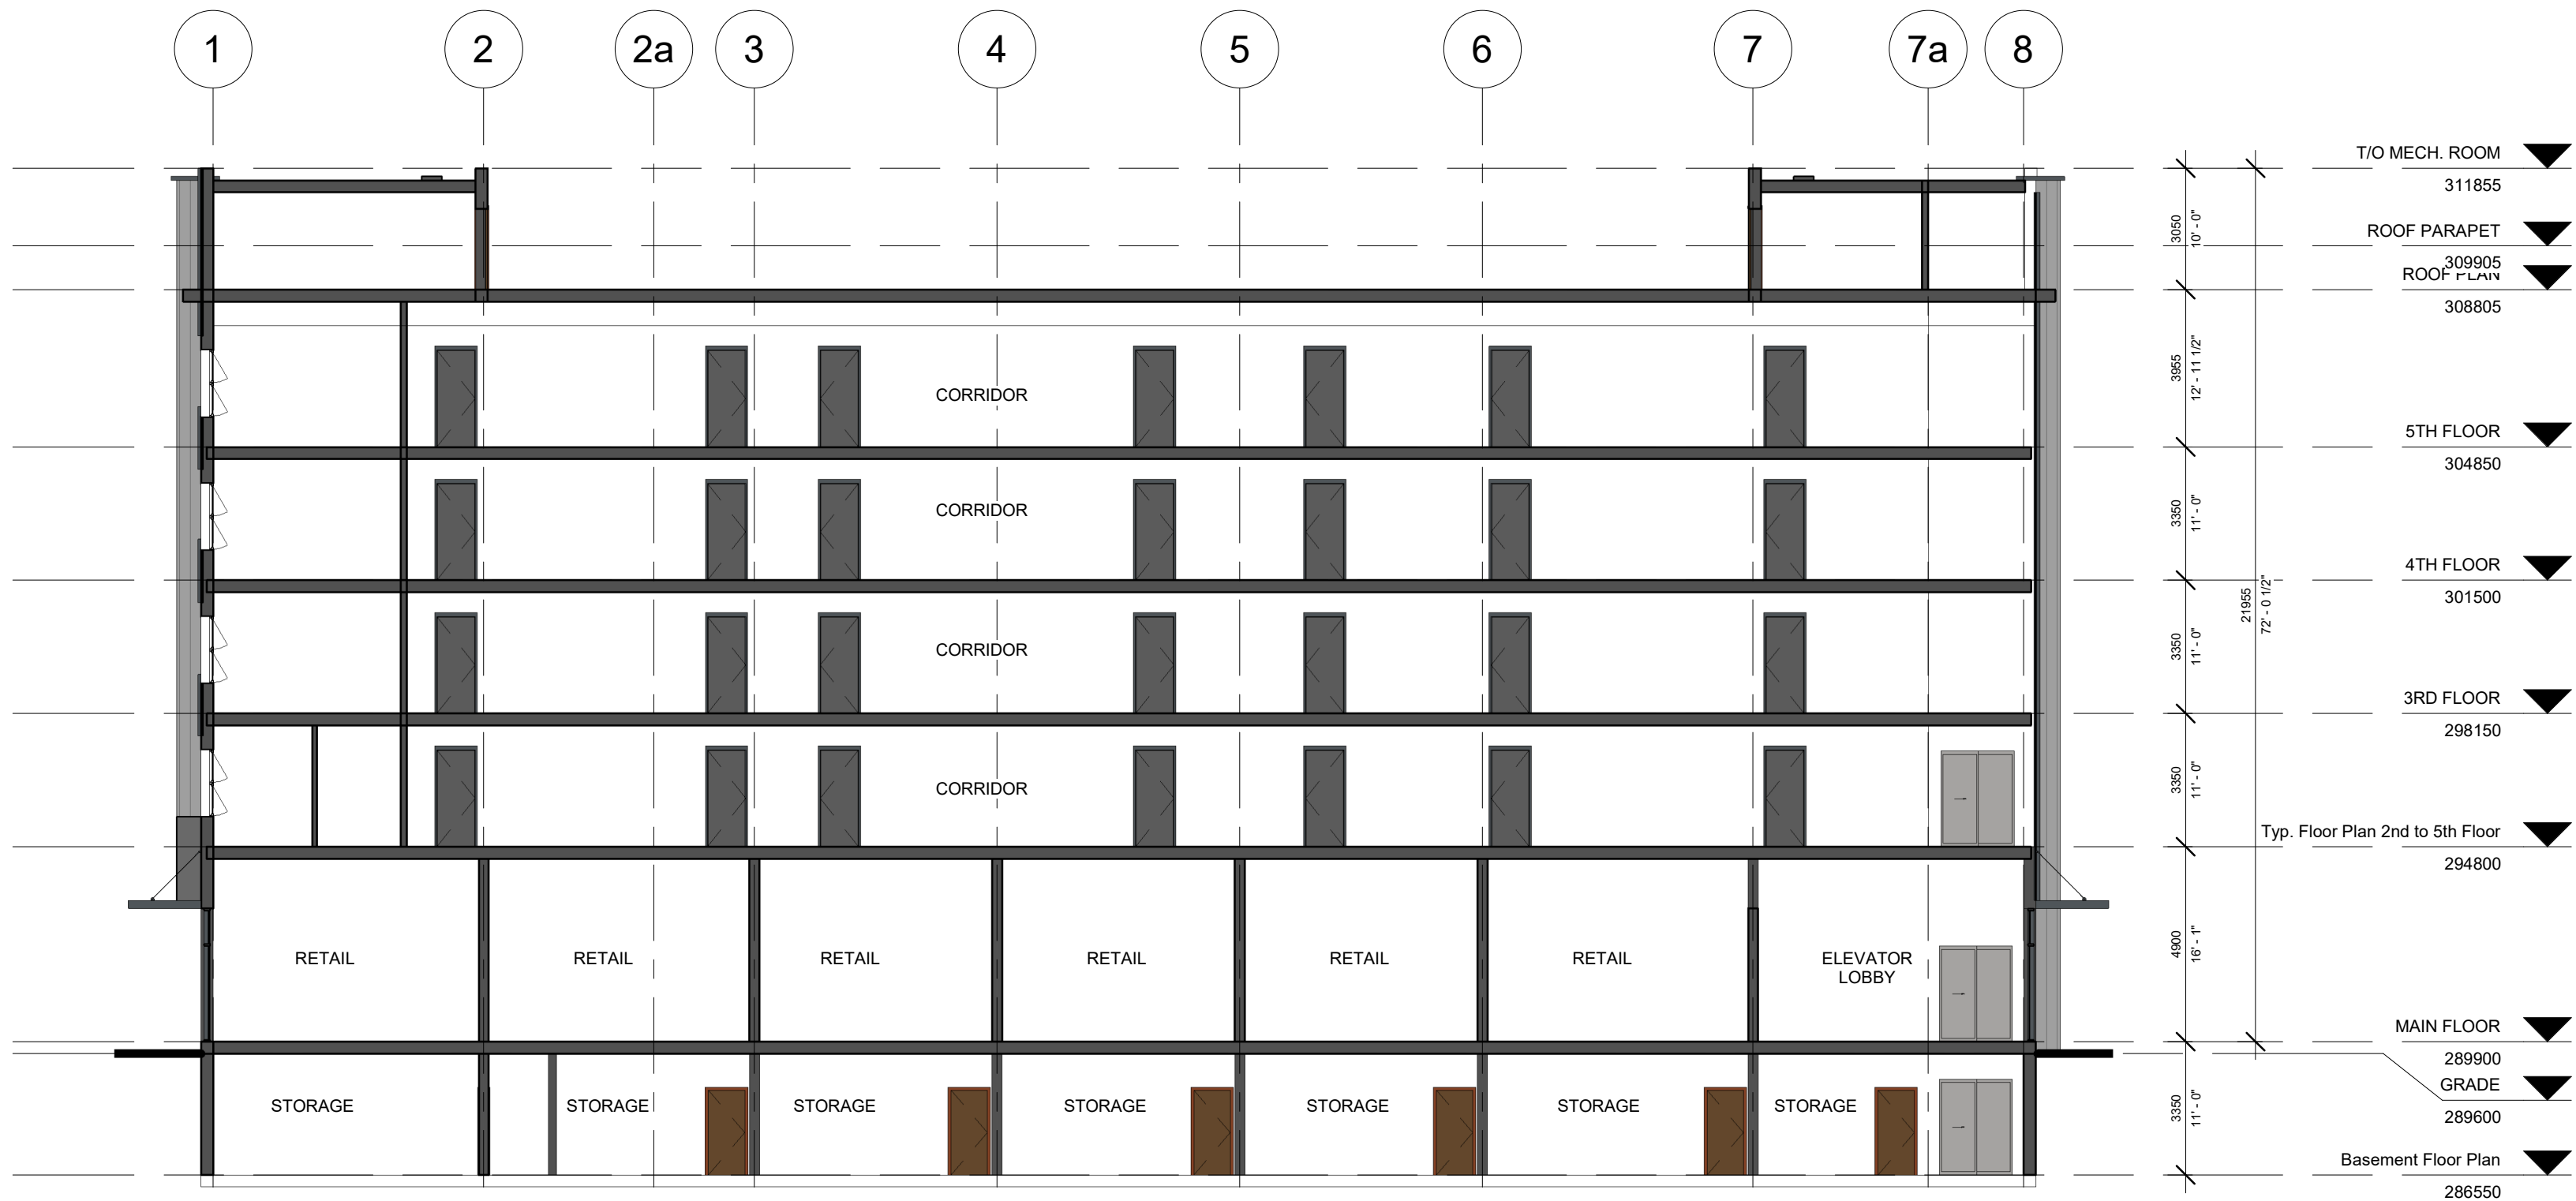 1 2 2a 3 4 5 6 7 7a 8
T/O MECH. ROOM
311855
ROOF PARAPET
309905
ROOF PLAN
308805
3050
10' - 0"
3955
12' - 11 1/2"
CORRIDOR
5TH FLOOR
304850
3350
11' - 0"
CORRIDOR
4TH FLOOR
301500
21955
72' - 0 1/2"
3350
11' - 0"
CORRIDOR
3RD FLOOR
298150
3350
11' - 0"
CORRIDOR
Typ. Floor Plan 2nd to 5th Floor
294800
4900
16' - 1"
RETAIL RETAIL RETAIL RETAIL RETAIL RETAIL ELEVATOR
LOBBY
MAIN FLOOR
289900
GRADE
289600
3350
11' - 0"
STORAGE STORAGE STORAGE STORAGE STORAGE STORAGE STORAGE
Basement Floor Plan
286550